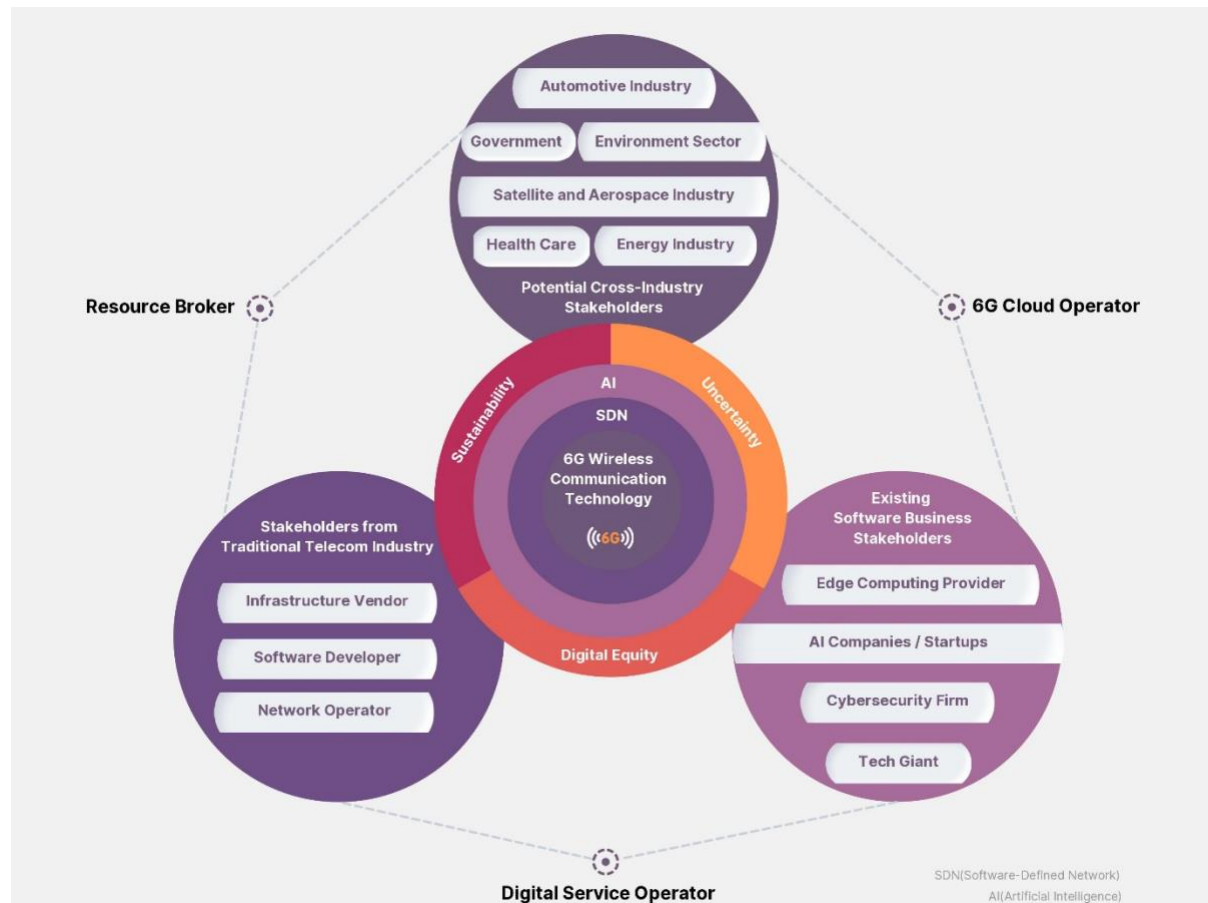 Automotive Industry
Government
Environment Sector
Satellite and Aerospace Industry
Health Care
Energy Industry
Potential Cross-Industry
Stakeholders
Resource Broker
6G Cloud Operator
Sustainability
Uncertainty
AI
SDN
6G Wireless
Communication
Technology
6G
Digital Equity
Stakeholders from
Traditional Telecom Industry
Infrastructure Vendor
Software Developer
Network Operator
Existing
Software Business
Stakeholders
Edge Computing Provider
AI Companies / Startups
Cybersecurity Firm
Tech Giant
Digital Service Operator
SDN(Software-Defined Network)
AI(Artificial Intelligence)